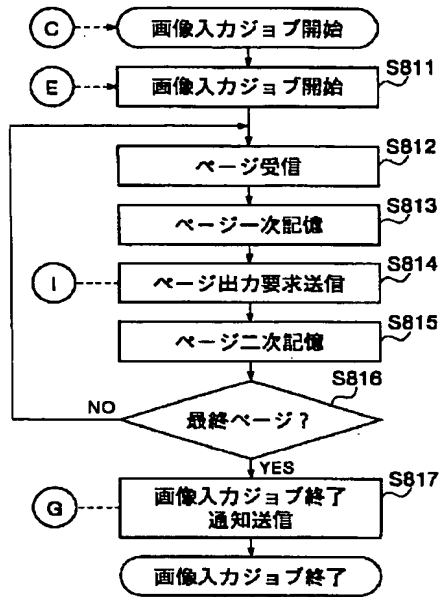 C
画像入力ジョブ開始
E
画像入力ジョブ開始
S811
ページ受信
S812
ページ一次記憶
S813
I
ページ出力要求送信
S814
ページ二次記憶
S815
最終ページ？
S816
NO
YES
G
画像入力ジョブ終了
通知送信
S817
画像入力ジョブ終了